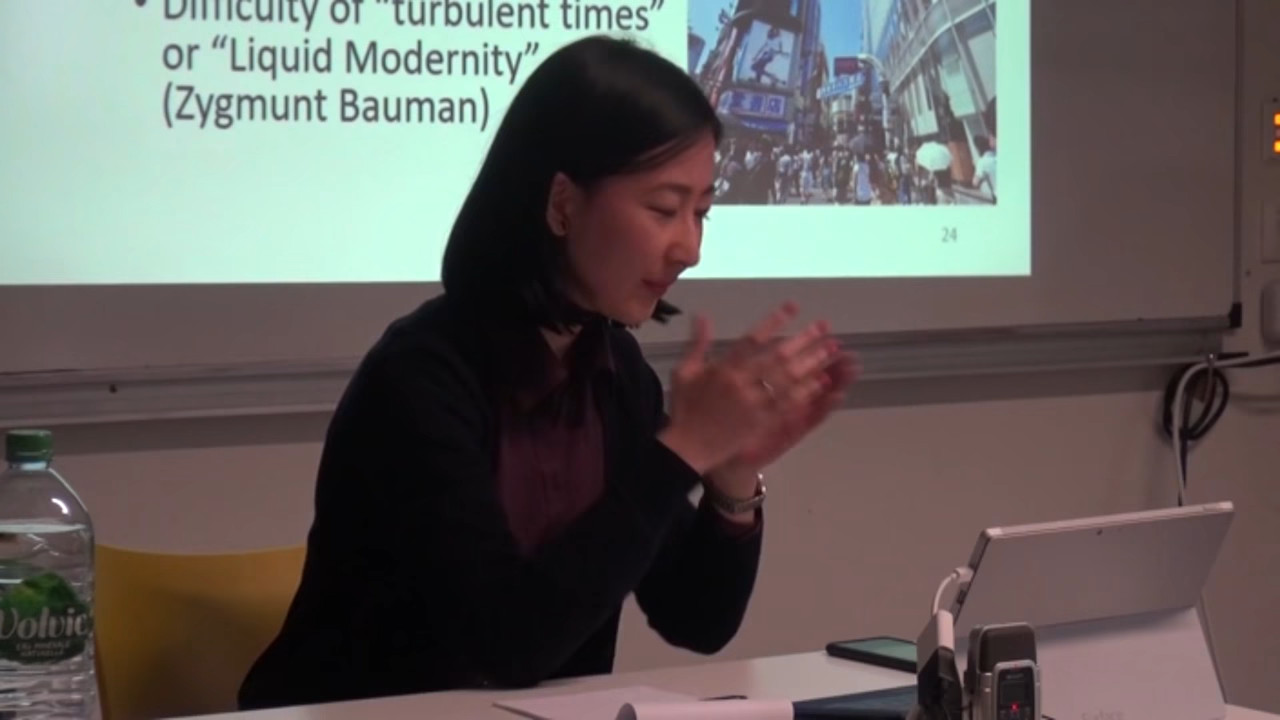 • Difficulty of “turbulent times”
or “Liquid Modernity”
(Zygmunt Bauman)
24
Volvic